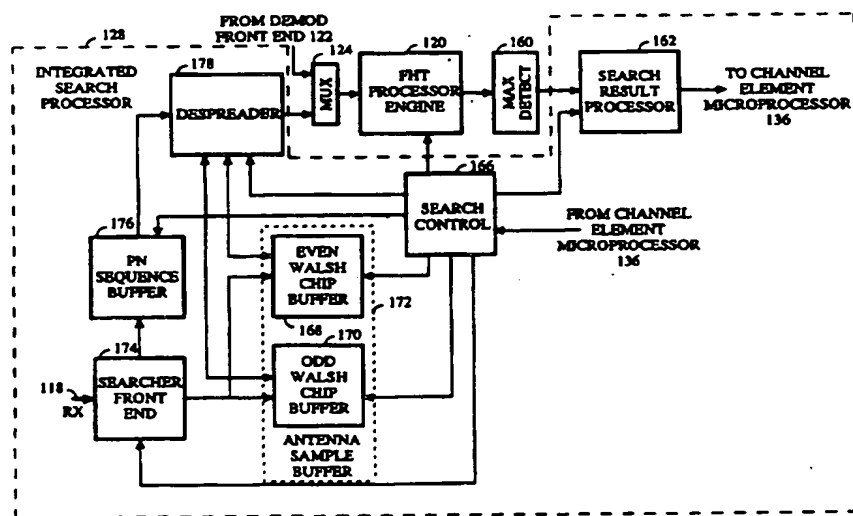 128
INTEGRATED
SEARCH
PROCESSOR
FROM DEMOD
FRONT END 122
178
DESPREADER
124
MUX
120
FHT
PROCESSOR
ENGINE
160
MAX
DETECT
162
SEARCH
RESULT
PROCESSOR
TO CHANNEL
ELEMENT
MICROPROCESSOR
136
166
SEARCH
CONTROL
FROM CHANNEL
ELEMENT
MICROPROCESSOR
136
176
PN
SEQUENCE
BUFFER
EVEN
WALSH
CHIP
BUFFER
168
172
170
ODD
WALSH
CHIP
BUFFER
ANTENNA
SAMPLE
BUFFER
174
SEARCHER
FRONT
END
118
RX